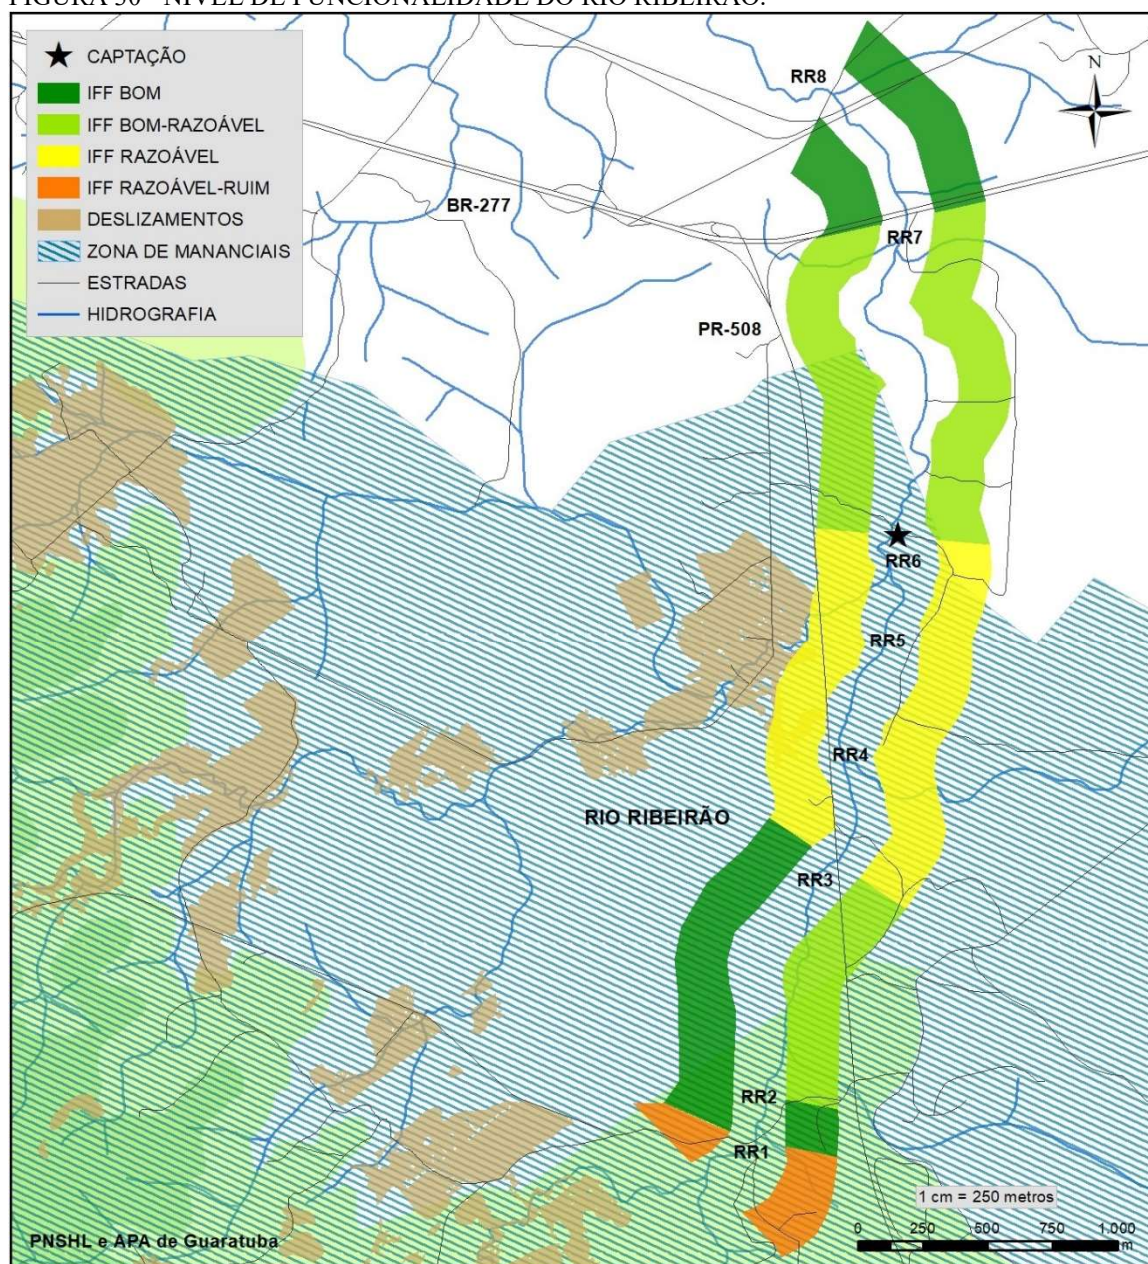 FIGURA 30 - NÍVEL DE FUNCIONALIDADE DO RIO RIBEIRÃO.
CAPTAÇÃO
IFF BOM
IFF BOM-RAZOÁVEL
IFF RAZOÁVEL
IFF RAZOÁVEL-RUIM
DESLIZAMENTOS
ZONA DE MANANCIAIS
ESTRADAS
HIDROGRAFIA
RR8
N
BR-277
RR7
PR-508
RR6
RR5
RR4
RIO RIBEIRÃO
RR3
RR2
RR1
1 cm = 250 metros
0 250 500 750 1.000
m
PNSHL e APA de Guaratuba